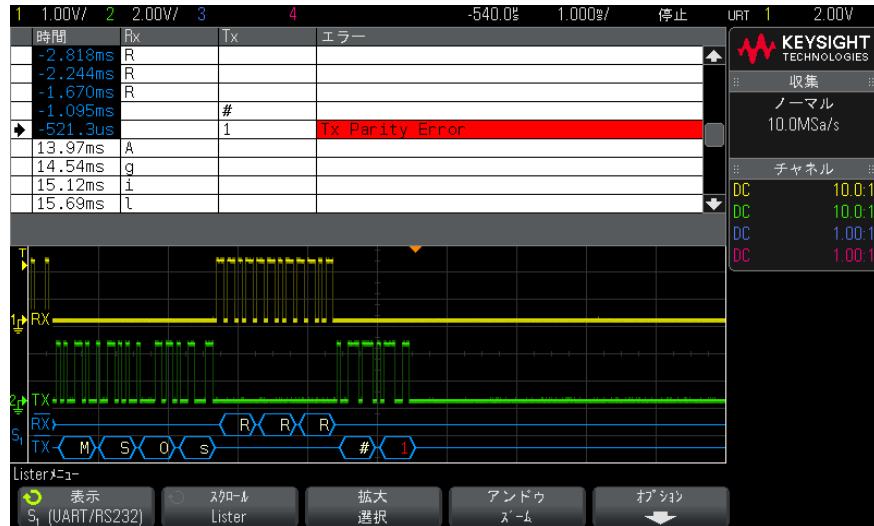 1 1.00V/ 2 2.00V/ 3 4 -540.0㎲ 1.000㎳/ 停止 URT 1 2.00V
時間 Rx Tx エラー
-2.818ms R
-2.244ms R
-1.670ms R
-1.095ms #
-521.3us 1 Tx Parity Error
13.97ms A
14.54ms g
15.12ms i
15.69ms l
KEYSIGHT
TECHNOLOGIES
収集
ノーマル
10.0MSa/s
チャネル
DC 10.0:1
DC 10.0:1
DC 1.00:1
DC 1.00:1
T
1 RX
2 TX
S1
RX R R R
TX M S O s # 1
Listerメニュー
表示
S1 (UART/RS232)
スクロール
Lister
拡大
選択
アンドゥ
ズーム
オプション